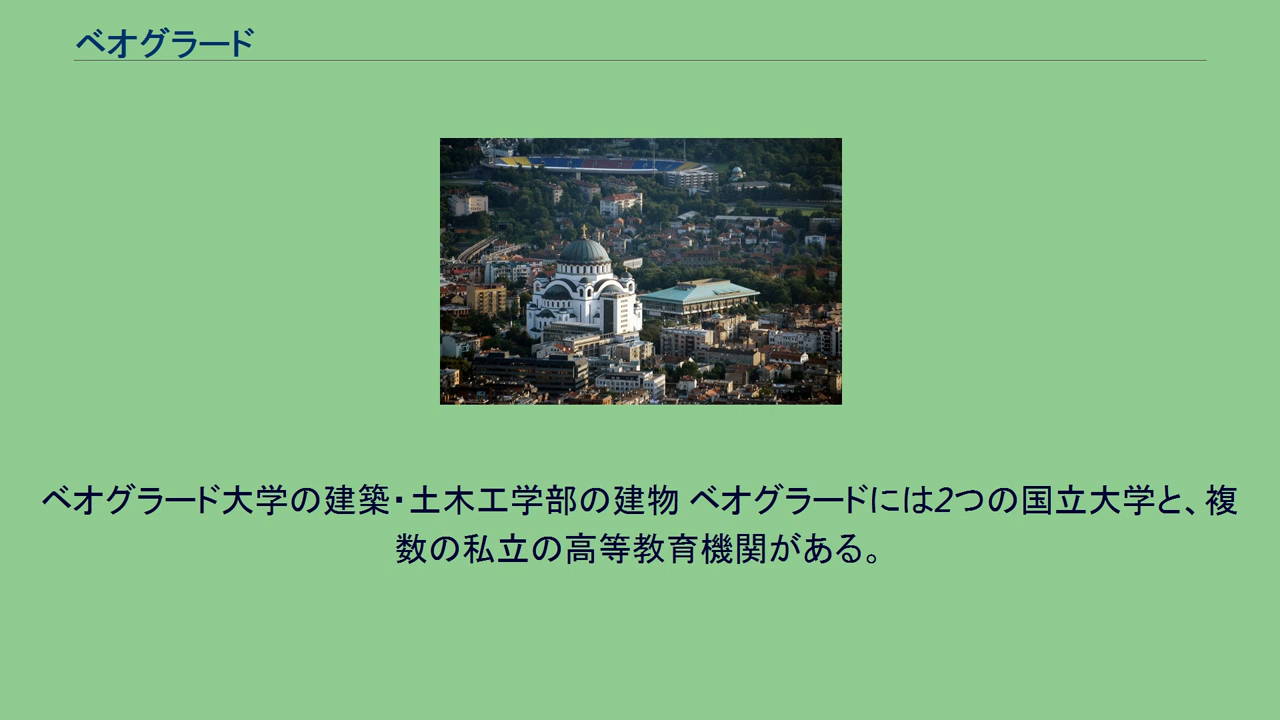 ベオグラード
ベオグラード大学の建築・土木工学部の建物 ベオグラードには2つの国立大学と、複
数の私立の高等教育機関がある。